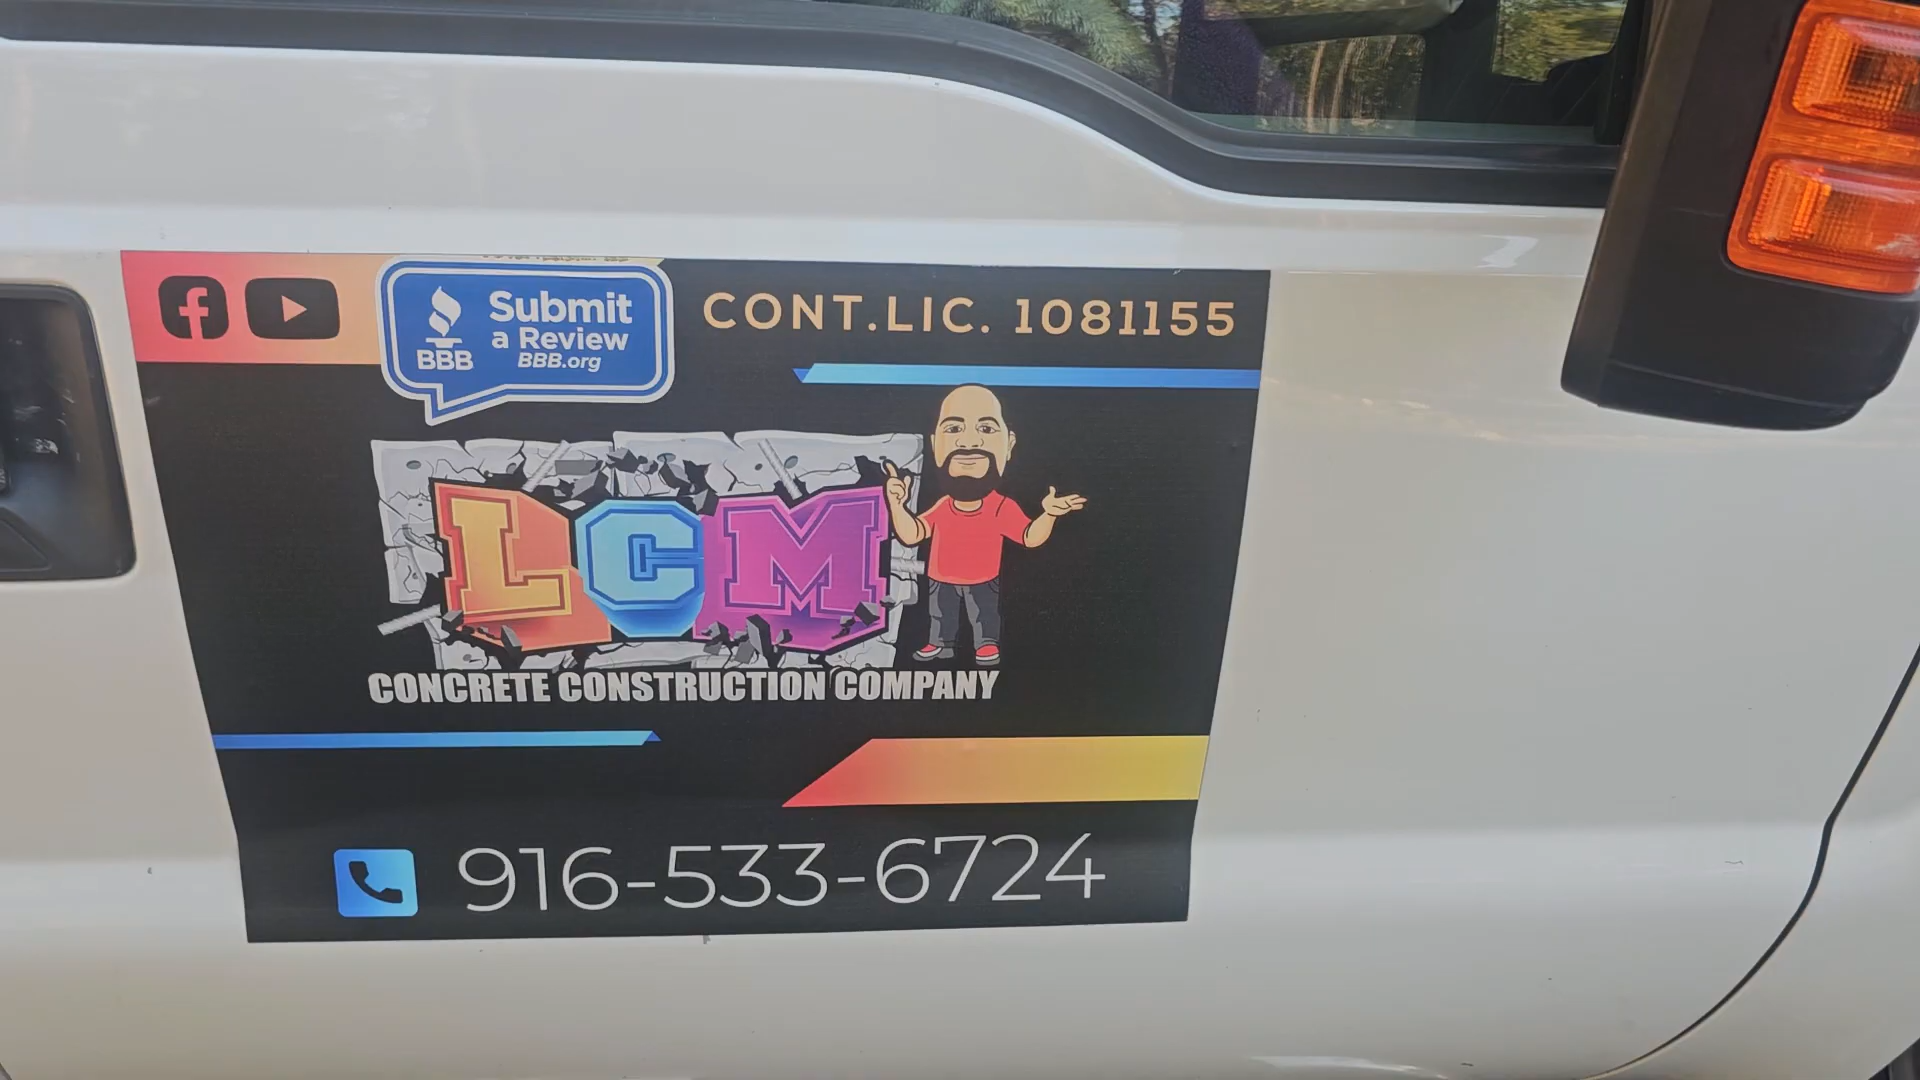 Submit
a Review
BBB
BBB.org
CONT.LIC. 1081155
LCM
CONCRETE CONSTRUCTION COMPANY
916-533-6724